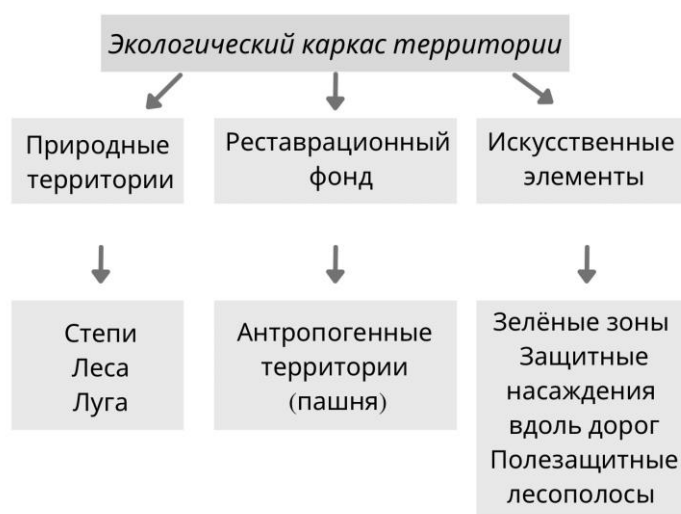 Экологический каркас территории
Природные
территории
Реставрационный
фонд
Искусственные
элементы
Степи
Леса
Луга
Антропогенные
территории
(пашня)
Зелёные зоны
Защитные
насаждения
вдоль дорог
Полезащитные
лесополосы